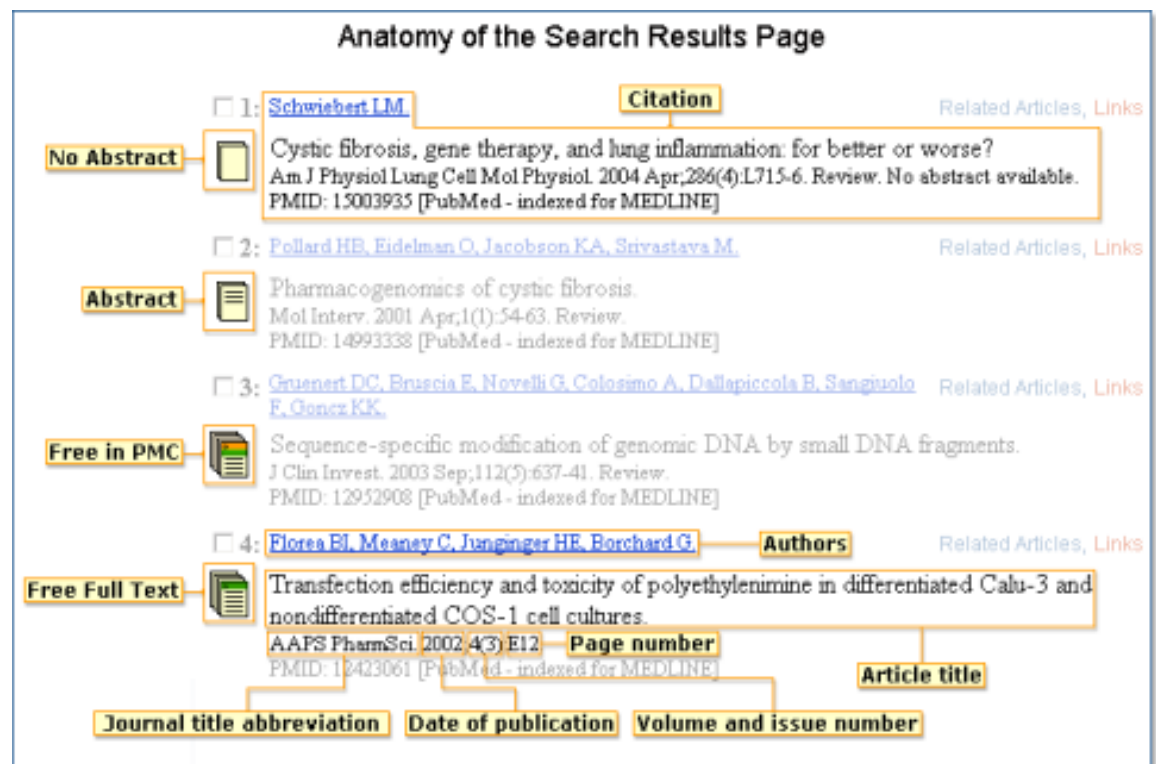 Anatomy of the Search Results Page
Citation
1: Schwiebert LM. Related Articles, Links
No Abstract
Cystic fibrosis, gene therapy, and lung inflammation: for better or worse?
Am J Physiol Lung Cell Mol Physiol. 2004 Apr;286(4):L715-6. Review. No abstract available.
PMID: 15003935 [PubMed - indexed for MEDLINE]
2: Pollard HB, Eidelman O, Jacobson KA, Srivastava M. Related Articles, Links
Abstract
Pharmacogenomics of cystic fibrosis.
Mol Interv. 2001 Apr;1(1):54-63. Review.
PMID: 14993338 [PubMed - indexed for MEDLINE]
3: Gruenert DC, Bruscia E, Novelli G, Colosimo A, Dallapiccola B, Sangiuolo Related Articles, Links
F, Goncz KK.
Free in PMC
Sequence-specific modification of genomic DNA by small DNA fragments.
J Clin Invest. 2003 Sep;112(5):637-41. Review.
PMID: 12952908 [PubMed - indexed for MEDLINE]
4: Florea BI, Meaney C, Junginger HE, Borchard G. Authors Related Articles, Links
Free Full Text
Transfection efficiency and toxicity of polyethylenimine in differentiated Calu-3 and
nondifferentiated COS-1 cell cultures.
AAPS PharmSci. 2002 4(3) E12 Page number
PMID: 12423061 [PubMed - indexed for MEDLINE]
Article title
Journal title abbreviation Date of publication Volume and issue number